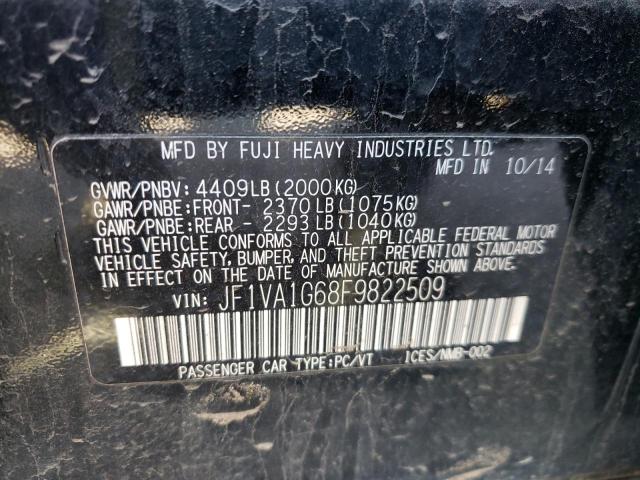 MFD BY FUJI HEAVY INDUSTRIES LTD.
MFD IN 10/14
GVWR/PNBV: 4409LB(2000KG)
GAWR/PNBE:FRONT- 2370LB(1075KG)
GAWR/PNBE:REAR - 2293LB(1040KG)
THIS VEHICLE CONFORMS TO ALL APPLICABLE FEDERAL MOTOR
VEHICLE SAFETY, BUMPER, AND THEFT PREVENTION STANDARDS
IN EFFECT ON THE DATE OF MANUFACTURE SHOWN ABOVE.
VIN: JF1VA1G68F9822509
PASSENGER CAR TYPE:PC/VT ICES/NMB-002